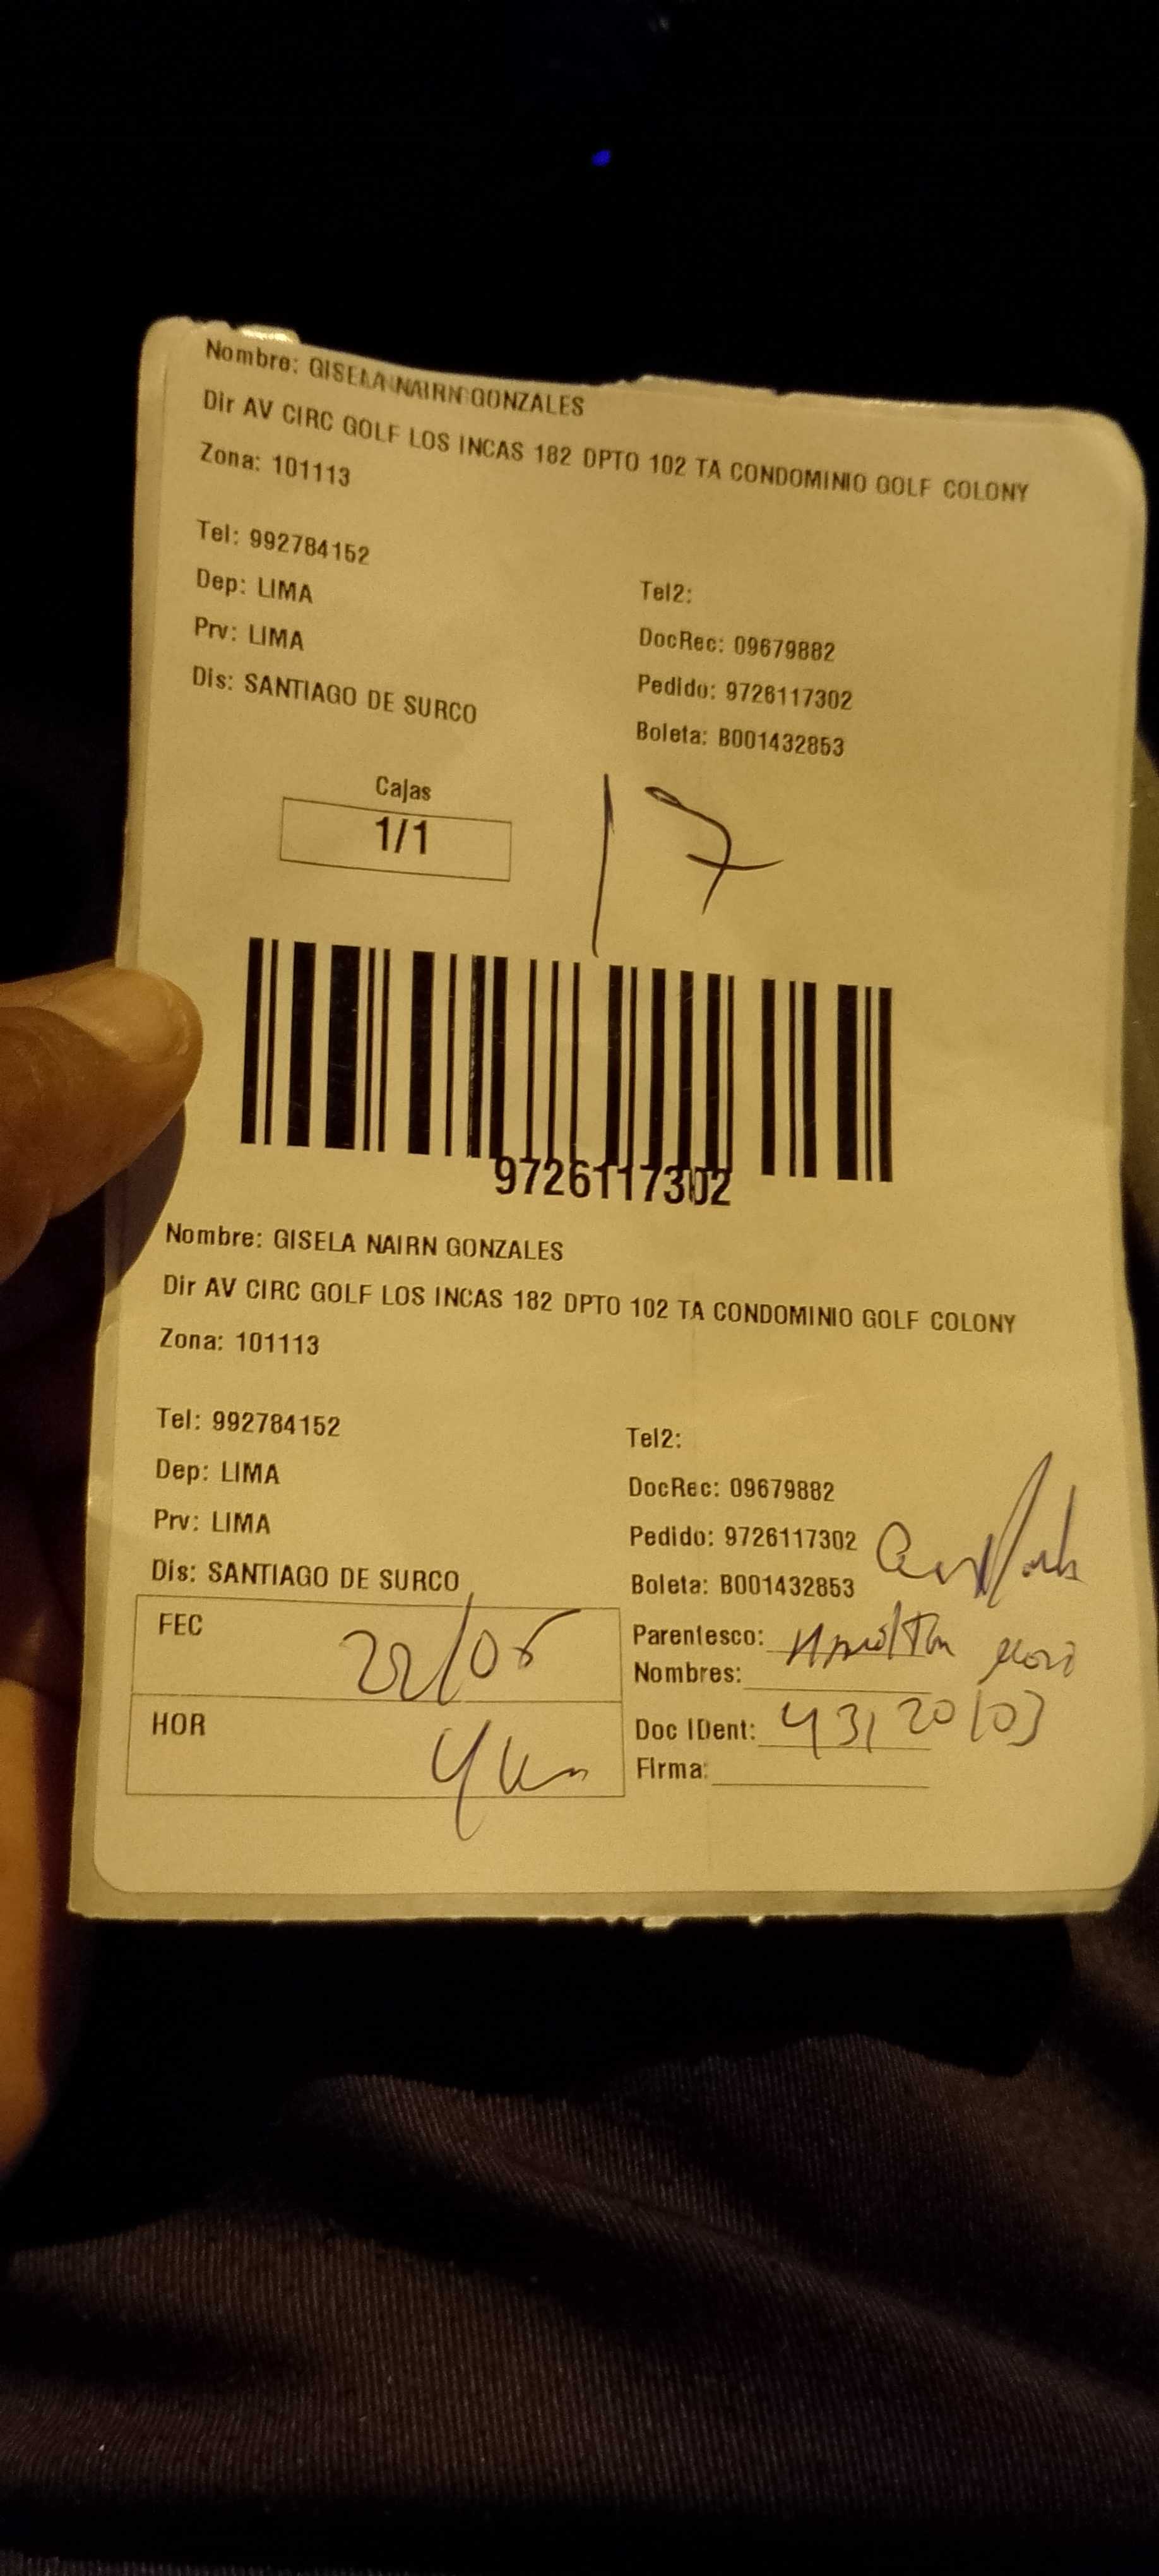 Nombre: GISELA NAIRN GONZALES
Dir AV CIRC GOLF LOS INCAS 182 DPTO 102 TA CONDOMINIO GOLF COLONY
Zona: 101113
Tel: 992784152
Tel2:
Dep: LIMA
DocRec: 09679882
Prv: LIMA
Pedido: 9726117302
Dis: SANTIAGO DE SURCO
Boleta: B001432853
Cajas
1/1
17
9726117302
Nombre: GISELA NAIRN GONZALES
Dir AV CIRC GOLF LOS INCAS 182 DPTO 102 TA CONDOMINIO GOLF COLONY
Zona: 101113
Tel: 992784152
Tel2:
Dep: LIMA
DocRec: 09679882
Prv: LIMA
Pedido: 9726117302
Dis: SANTIAGO DE SURCO
Boleta: B001432853
FEC 22/05
Parentesco: Hamilton
Nombres:
HOR
Doc IDent:
Firma: